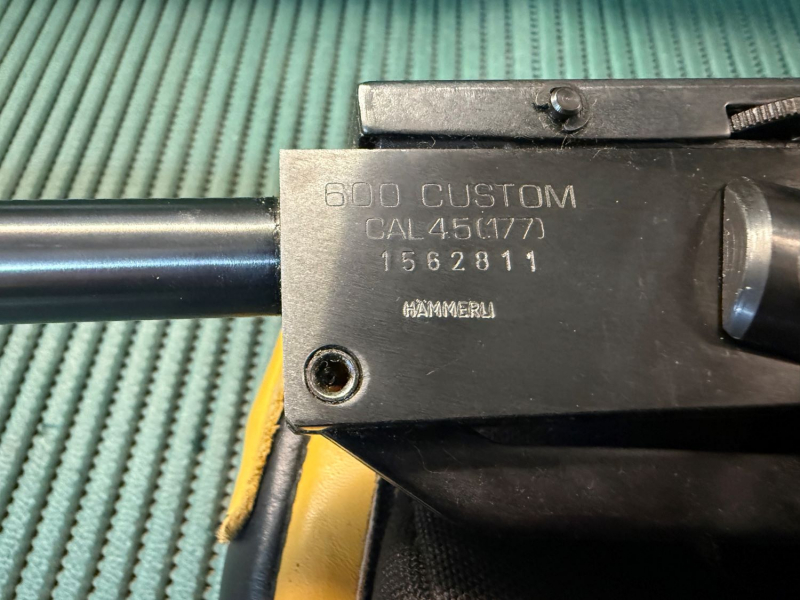 600 CUSTOM
CAL 4.5(.177)
1562811
HÄMMERLI